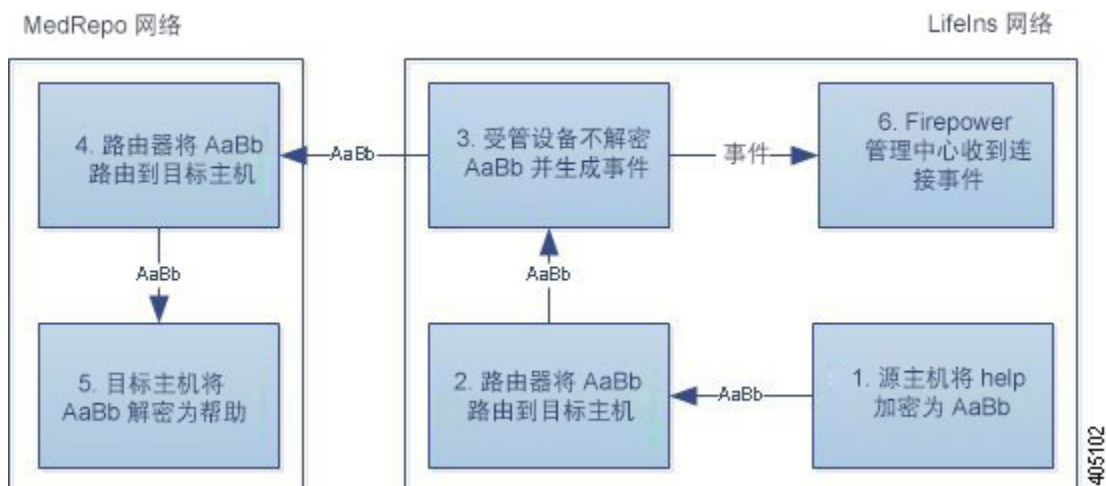 MedRepo 网络
LifeIns 网络
4. 路由器将 AaBb
路由到目标主机
AaBb
3. 受管设备不解密
AaBb 并生成事件
事件
6. Firepower
管理中心收到连
接事件
AaBb
AaBb
5. 目标主机将
AaBb 解密为帮助
2. 路由器将 AaBb
路由到目标主机
AaBb
1. 源主机将 help
加密为 AaBb
405102